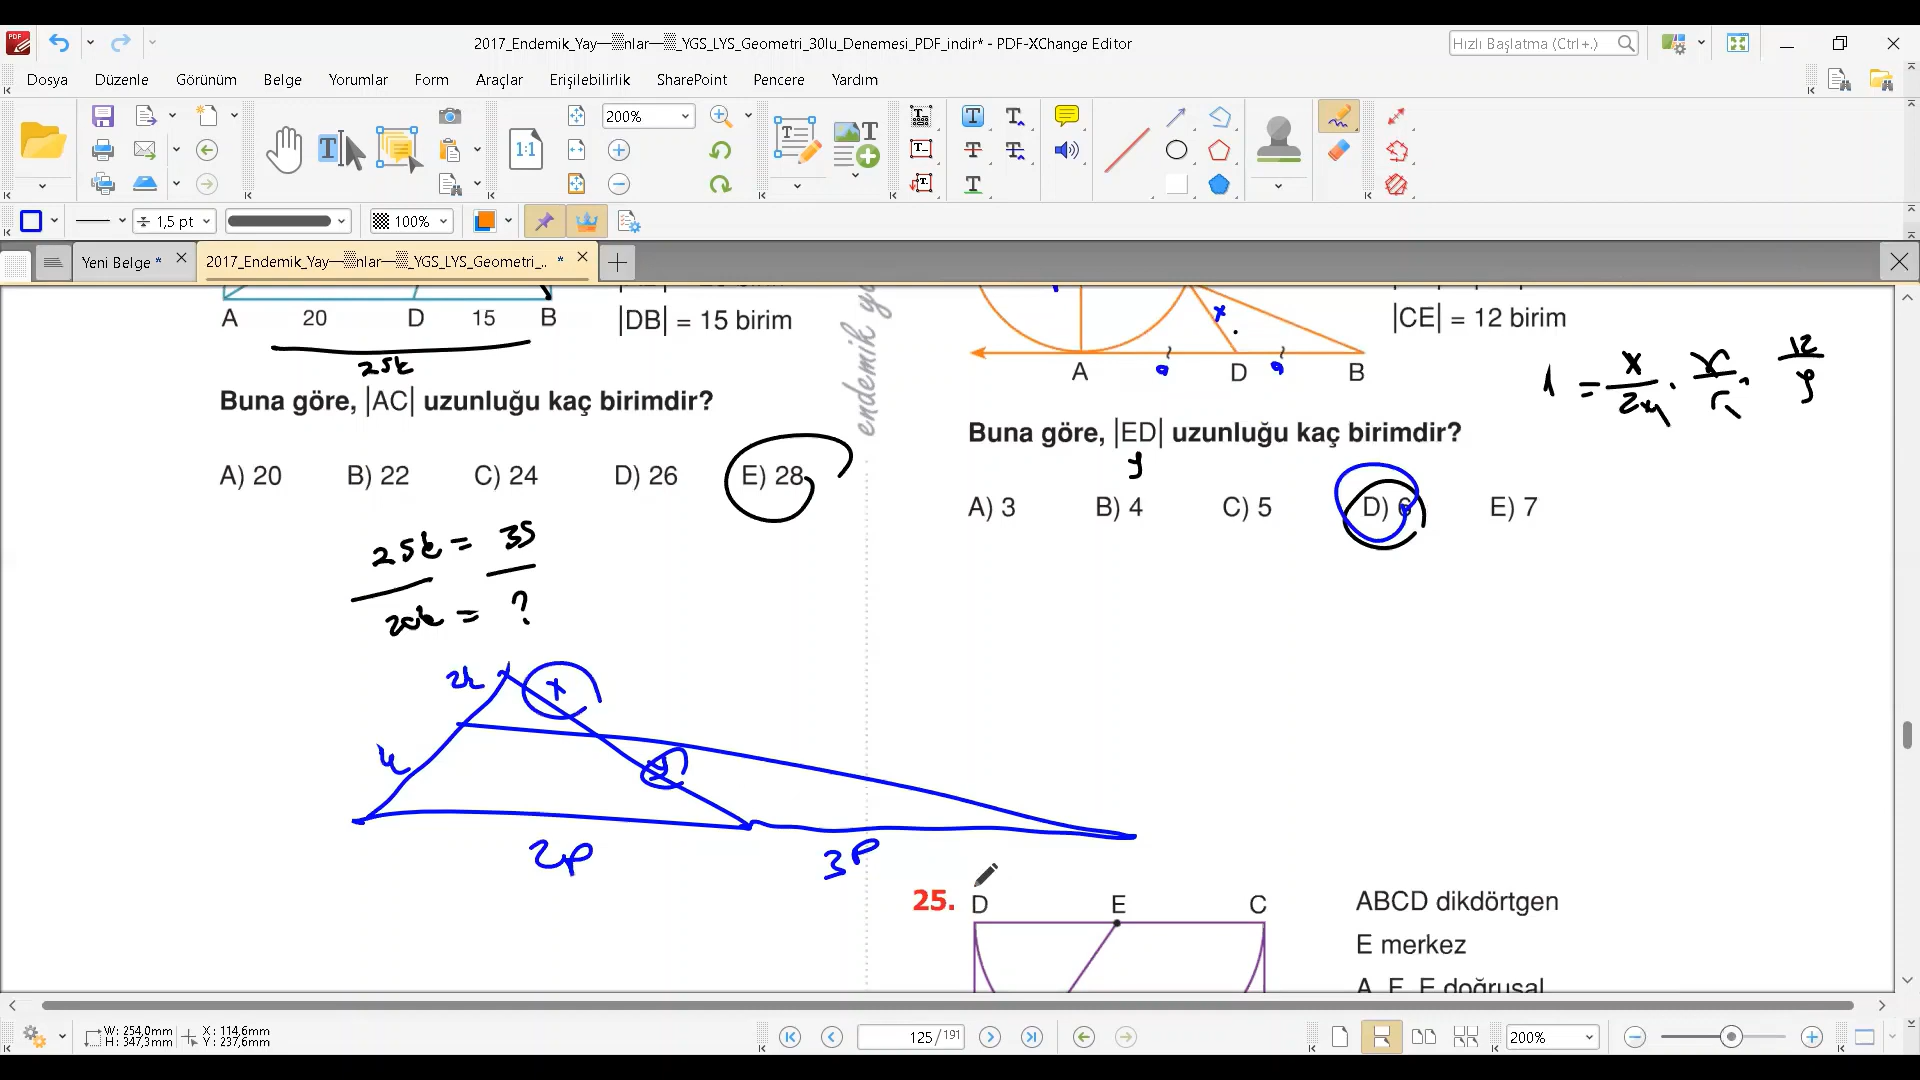 2017_Endemik_Yay—▒nlar—▒_YGS_LYS_Geometri_30lu_Denemesi_PDF_indir* - PDF-XChange Editor
Hızlı Başlatma (Ctrl+.)
Dosya Düzenle Görünüm Belge Yorumlar Form Araçlar Erişilebilirlik SharePoint Pencere Yardım
200%
1:1
1,5 pt
100%
Yeni Belge *
2017_Endemik_Yay—▒nlar—▒_YGS_LYS_Geometri_.. *
A 20 D 15 B
|DB| = 15 birim
25k
Buna göre, |AC| uzunluğu kaç birimdir?
A) 20 B) 22 C) 24 D) 26 E) 28
25k = 35
20k = ?
2k x
k y
2p 3p
endemik
x
|CE| = 12 birim
A D B
Buna göre, |ED| uzunluğu kaç birimdir?
y
A) 3 B) 4 C) 5 D) 6 E) 7
25.
D E C
ABCD dikdörtgen
E merkez
A, F, E doğrusal
W: 254,0mm
H: 347,3mm
X: 114,6mm
Y: 237,6mm
125 / 191
200%